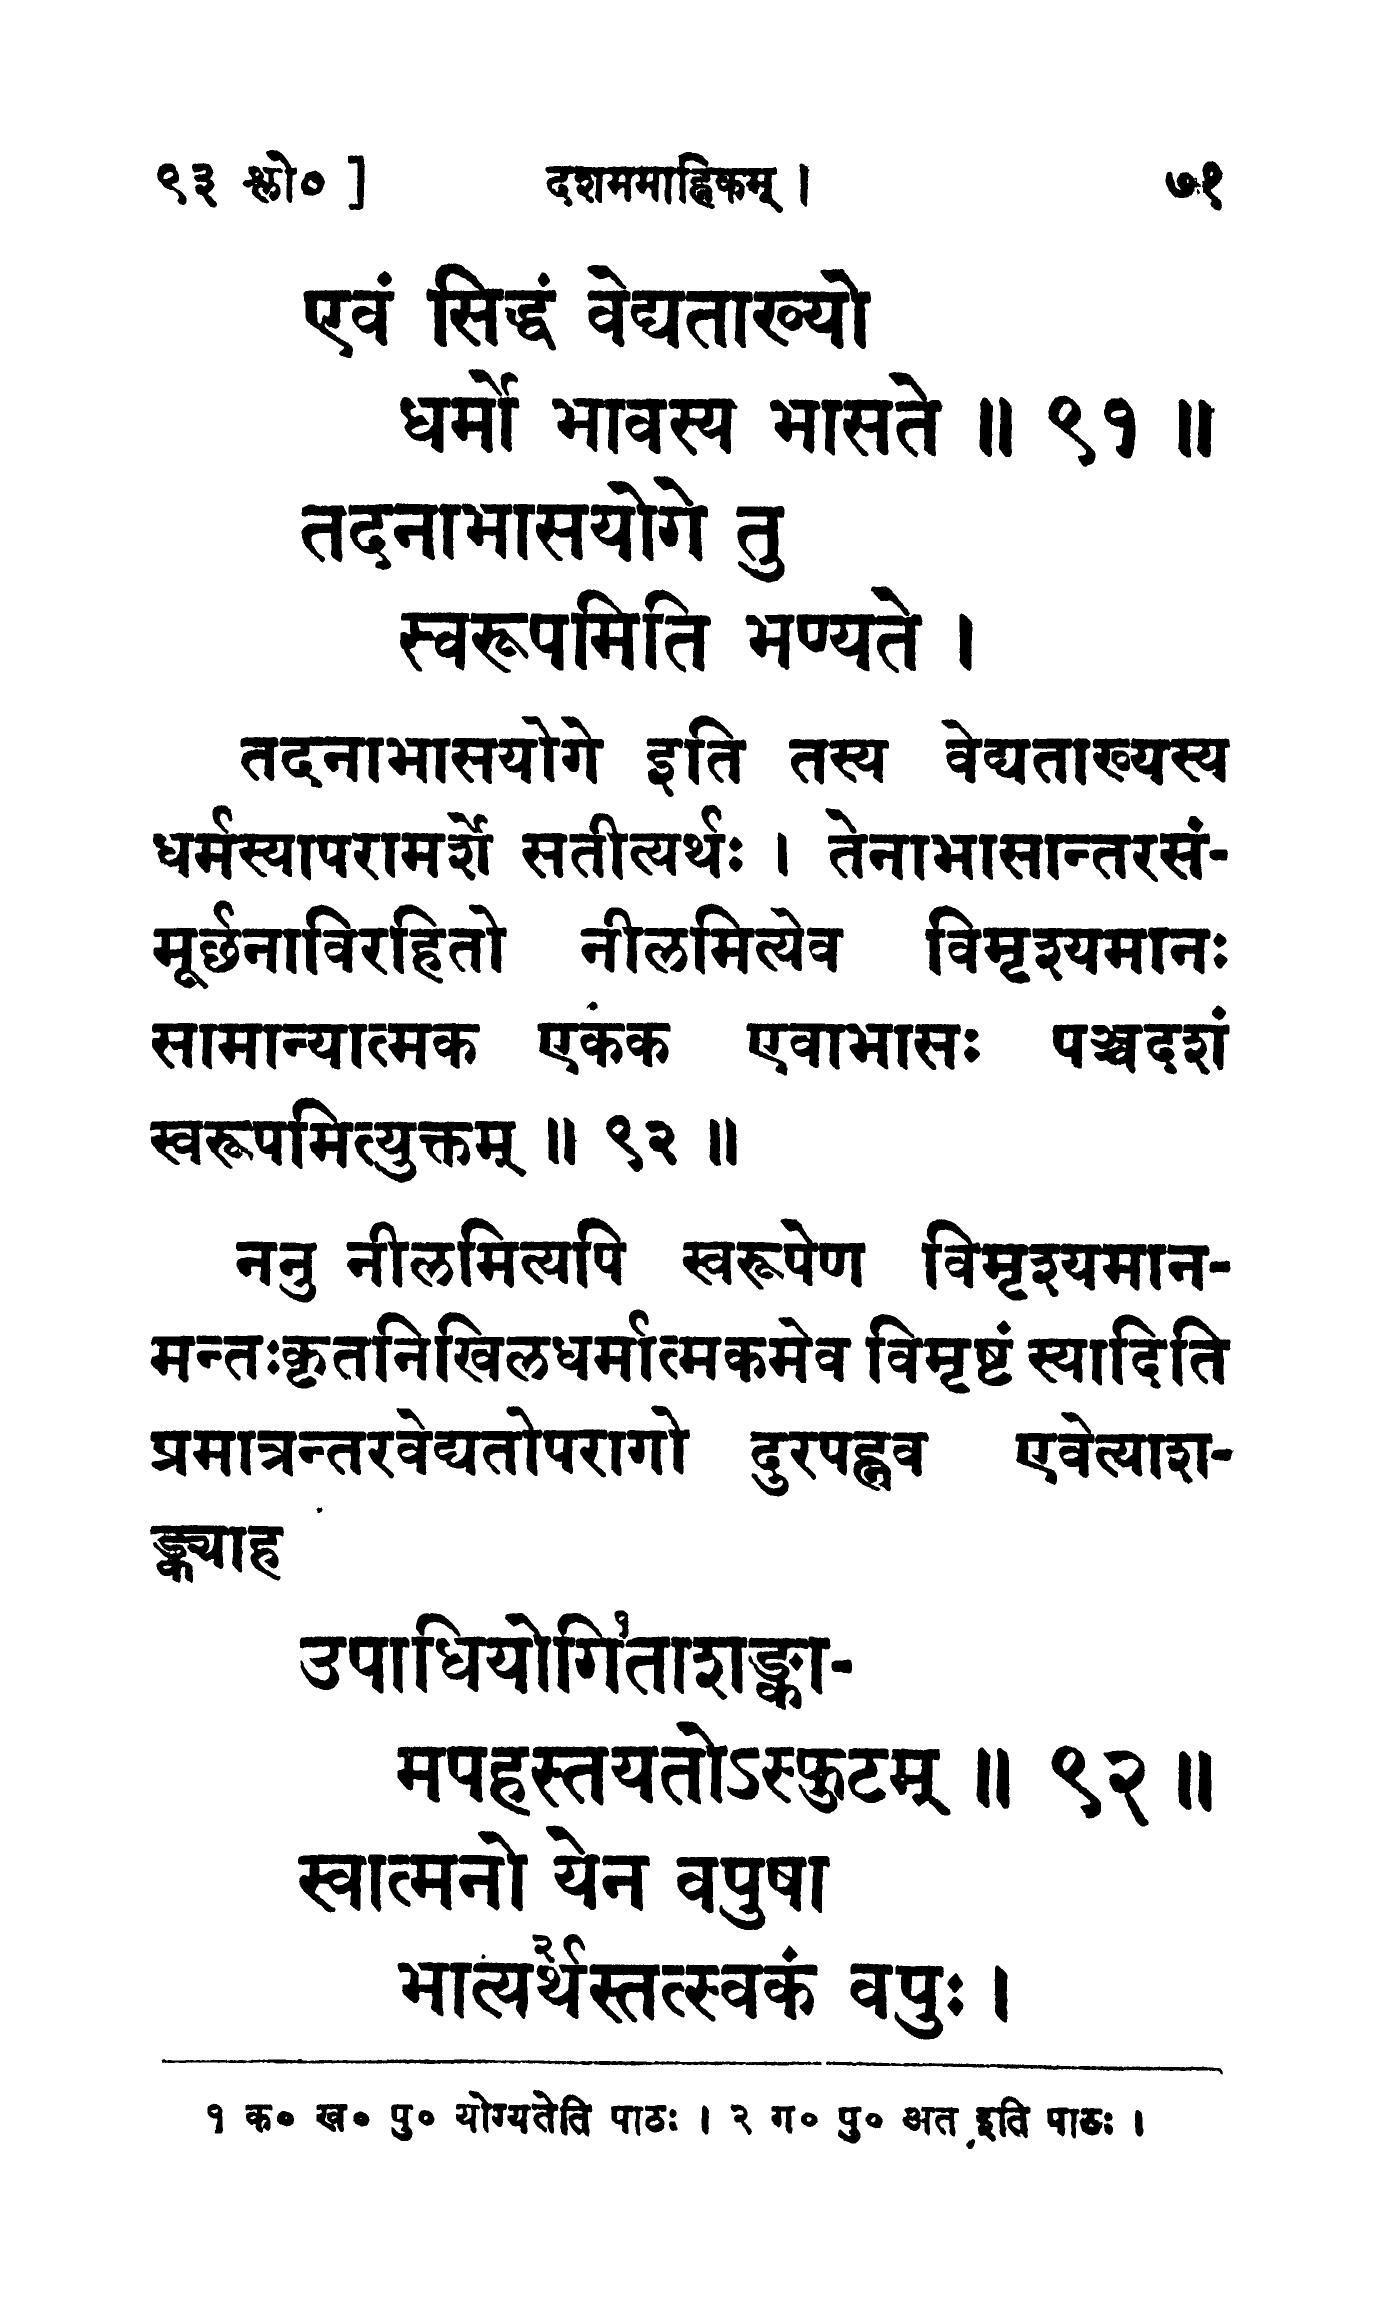 ९३ श्लो० ] दशममाह्निकम् । ७१
एवं सिद्धं वेद्यताख्यो
धर्मो भावस्य भासते ॥ ९१ ॥
तदनाभासयोगे तु
स्वरूपमिति भण्यते ।
तदनाभासयोगे इति तस्य वेद्यताख्यस्य
धर्मस्यापरामर्शे सतीत्यर्थः । तेनाभासान्तरसं-
मूर्छनाविरहितो नीलमित्येव विमृश्यमानः
सामान्यात्मक एकंक एवाभासः पञ्चदशं
स्वरूपमित्युक्तम् ॥ ९२ ॥
ननु नीलमित्यपि स्वरूपेण विमृश्यमान-
मन्तःकृतनिखिलधर्मात्मकमेव विमृष्टं स्यादिति
प्रमात्रन्तरवेद्यतोपरागो दुरपह्नव एवेत्याश-
ङ्क्याह
उपाधियोगि१ताशङ्का-
मपहस्तयतोऽस्फुटम् ॥ ९२ ॥
स्वात्मनो येन वपुषा
भात्यर्थ२स्तत्स्वकं वपुः ।
१ क० ख० पु० योग्यतेति पाठः । २ ग० पु० अत इति पाठः ।